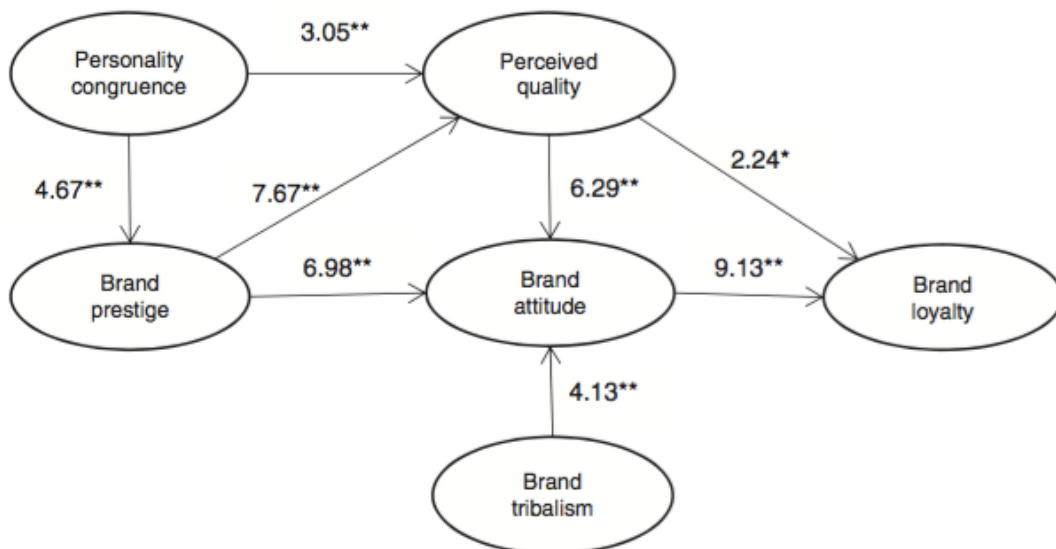 3.05**
Personality
congruence
Perceived
quality
4.67**
7.67**
6.29**
2.24*
Brand
prestige
6.98**
Brand
attitude
9.13**
Brand
loyalty
4.13**
Brand
tribalism